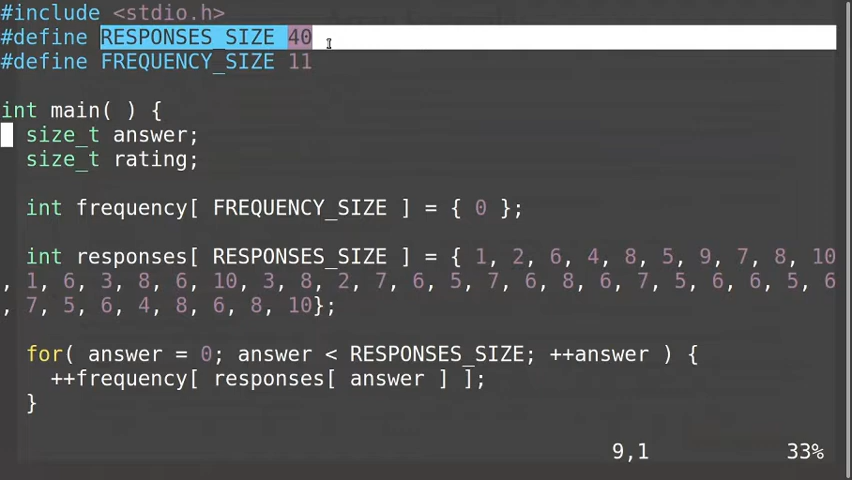 #include <stdio.h>
#define RESPONSES_SIZE 40
#define FREQUENCY_SIZE 11
int main( ) {
size_t answer;
size_t rating;
int frequency[ FREQUENCY_SIZE ] = { 0 };
int responses[ RESPONSES_SIZE ] = { 1, 2, 6, 4, 8, 5, 9, 7, 8, 10
, 1, 6, 3, 8, 6, 10, 3, 8, 2, 7, 6, 5, 7, 6, 8, 6, 7, 5, 6, 6, 5, 6
, 7, 5, 6, 4, 8, 6, 8, 10};
for( answer = 0; answer < RESPONSES_SIZE; ++answer ) {
++frequency[ responses[ answer ] ];
}
9,1 33%